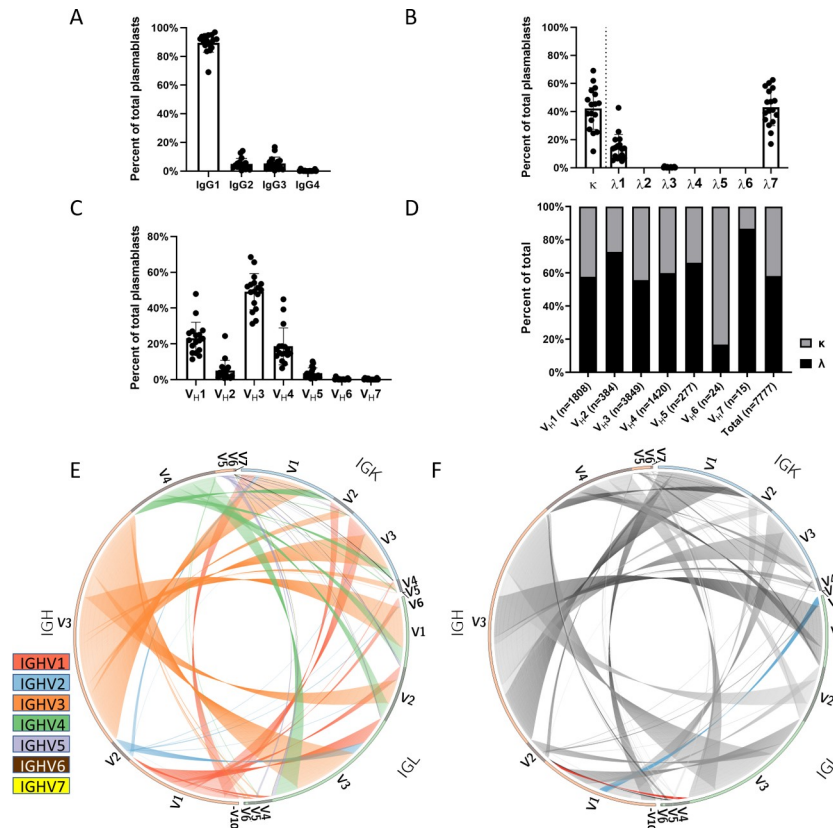 A
Percent of total plasmablasts
100%
80%
60%
40%
20%
0%
IgG1 IgG2 IgG3 IgG4
B
Percent of total plasmablasts
100%
80%
60%
40%
20%
0%
κ λ1 λ2 λ3 λ4 λ5 λ6 λ7
C
Percent of total plasmablasts
80%
60%
40%
20%
0%
VH1 VH2 VH3 VH4 VH5 VH6 VH7
D
Percent of total
100%
80%
60%
40%
20%
0%
VH1 (n=1808)
VH2 (n=384)
VH3 (n=3849)
VH4 (n=1420)
VH5 (n=277)
VH6 (n=24)
VH7 (n=15)
Total (n=7777)
κ
λ
E
IGH
V1
V2
V3
V4
V5
V6
V7
IGK
V1
V2
V3
V4
V5
V6
IGL
V1
V2
V3
V4
V5
V6
-V10
IGHV1
IGHV2
IGHV3
IGHV4
IGHV5
IGHV6
IGHV7
F
IGH
V1
V2
V3
V4
V5
V6
V7
IGK
V1
V2
V3
IGL
V2
V3
V4
V5
V6
-V10